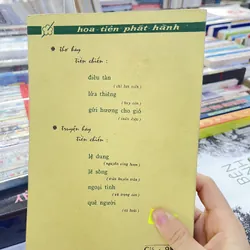 hoa tiên phát hành
thơ hay
Tiền chiến :
điêu tàn
( chế lan viên )
lửa thiêng
( huy cận )
gửi hương cho gió
( xuân diệu )
truyện hay
Tiền chiến :
lệ dung
( nguyễn công hoan )
( trần huyền trân )
ngoại tình
( vũ trọng can )
quê người
( tô hoài )